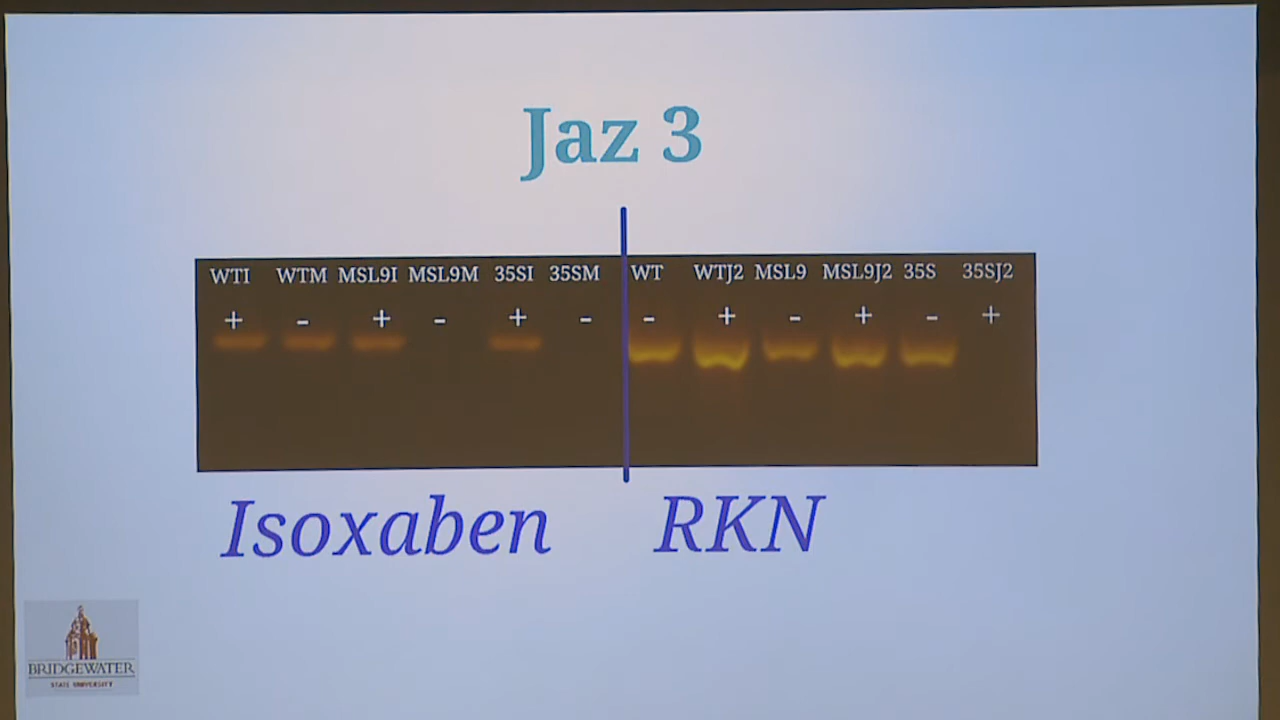 Jaz 3
WTI WTM MSL9I MSL9M 35SI 35SM WT WTJ2 MSL9 MSL9J2 35S 35SJ2
+ - + - + - - + - + - +
Isoxaben RKN
BRIDGEWATER
STATE UNIVERSITY